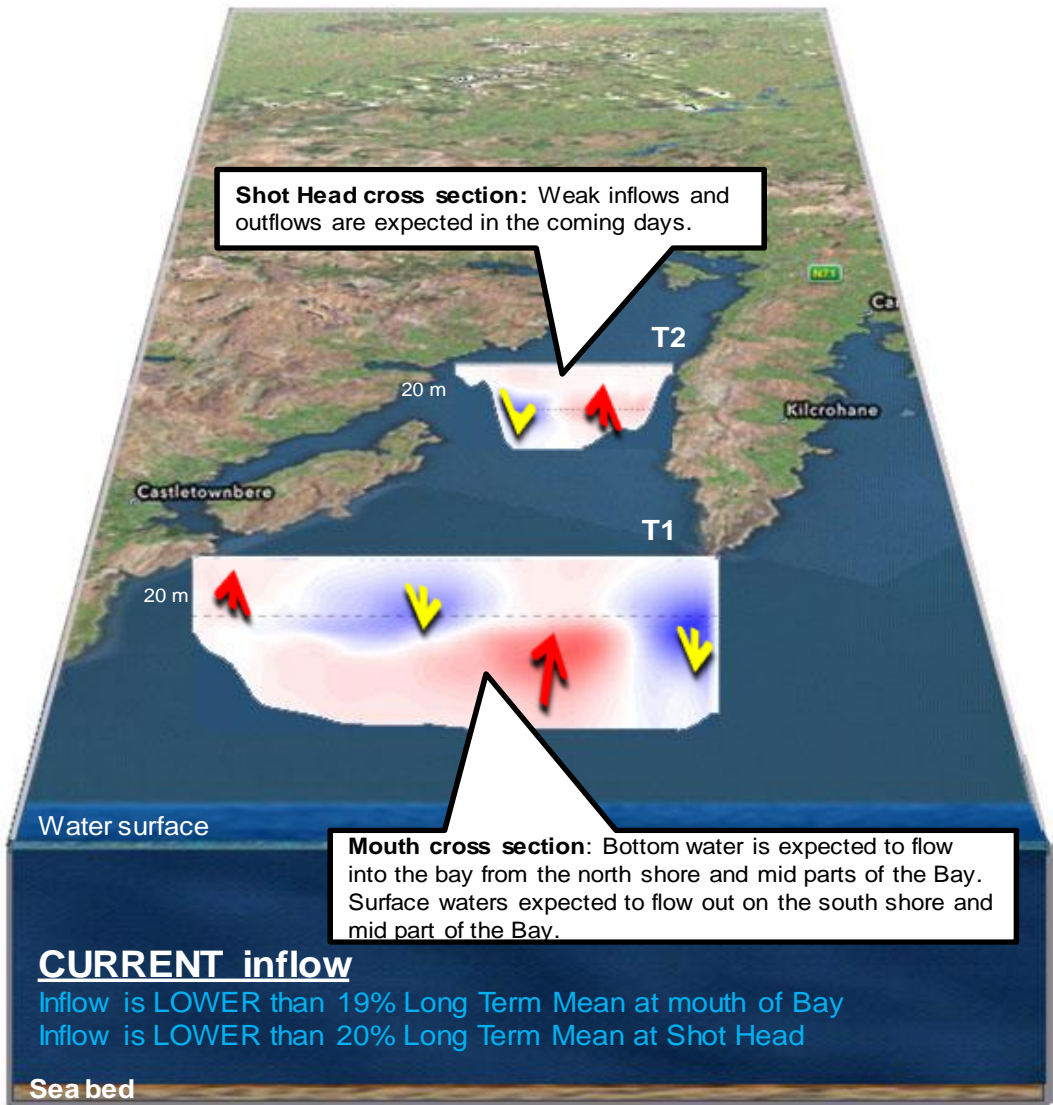 Shot Head cross section: Weak inflows and
outflows are expected in the coming days.
N71
Car
T2
20 m
Kilcrohane
Castletownbere
T1
20 m
Water surface
Mouth cross section: Bottom water is expected to flow
into the bay from the north shore and mid parts of the Bay.
Surface waters expected to flow out on the south shore and
mid part of the Bay.
CURRENT inflow
Inflow is LOWER than 19% Long Term Mean at mouth of Bay
Inflow is LOWER than 20% Long Term Mean at Shot Head
Sea bed